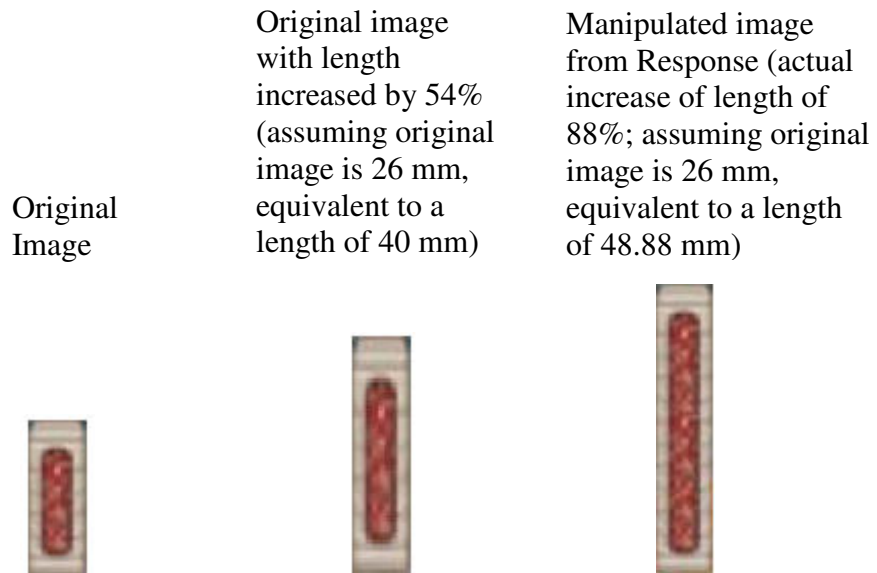 Original
Image
Original image
with length
increased by 54%
(assuming original
image is 26 mm,
equivalent to a
length of 40 mm)
Manipulated image
from Response (actual
increase of length of
88%; assuming original
image is 26 mm,
equivalent to a length
of 48.88 mm)